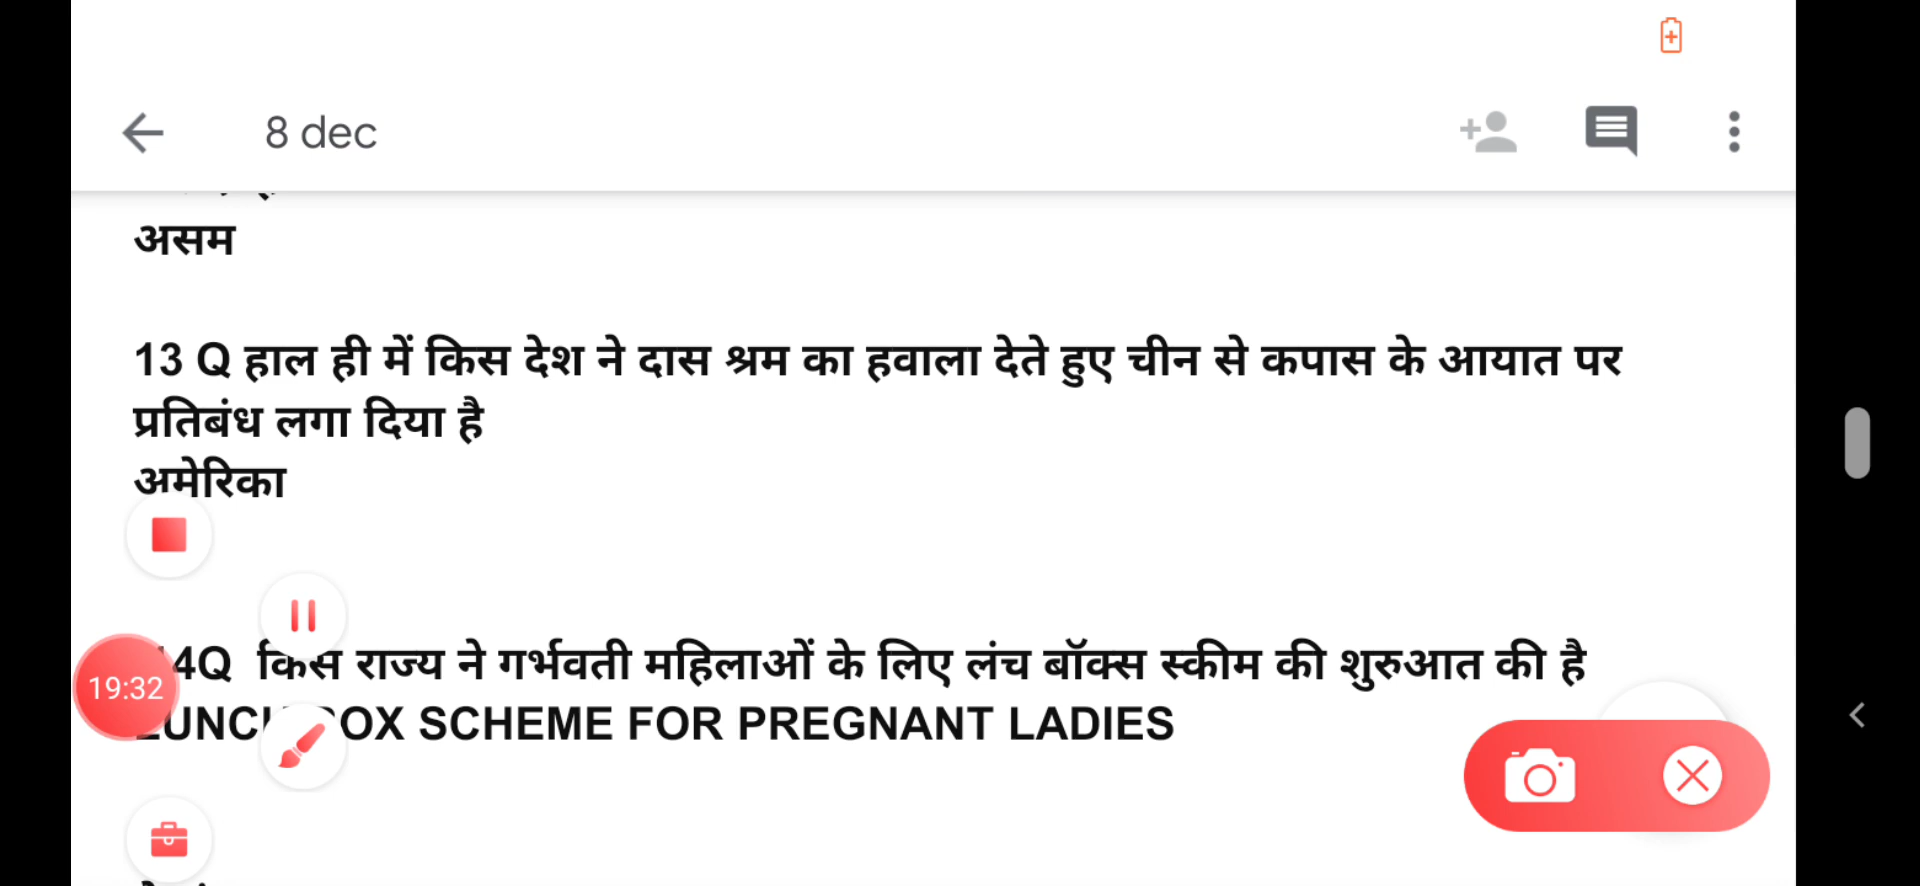 8 dec
असम
13 Q हाल ही में किस देश ने दास श्रम का हवाला देते हुए चीन से कपास के आयात पर
प्रतिबंध लगा दिया है
अमेरिका
4Q किस राज्य ने गर्भवती महिलाओं के लिए लंच बॉक्स स्कीम की शुरुआत की है
19:32
SCHEME FOR PREGNANT LADIES